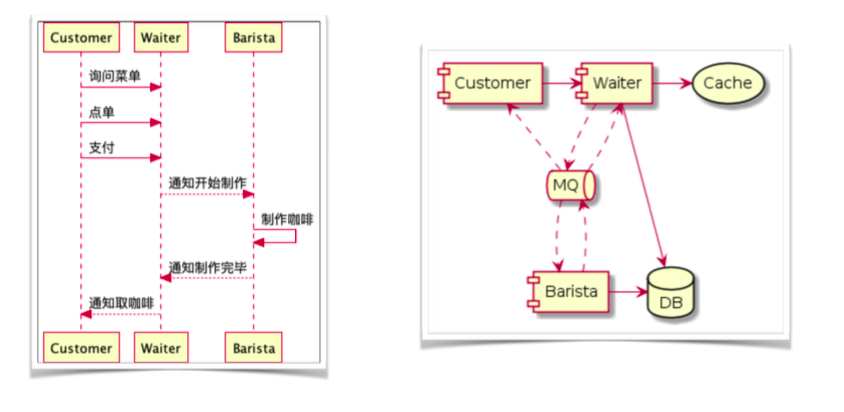 Customer Waiter Barista
询问菜单
点单
支付
通知开始制作
制作咖啡
通知制作完毕
通知取咖啡
Customer Waiter Barista
Customer Waiter Cache
MQ
Barista
DB